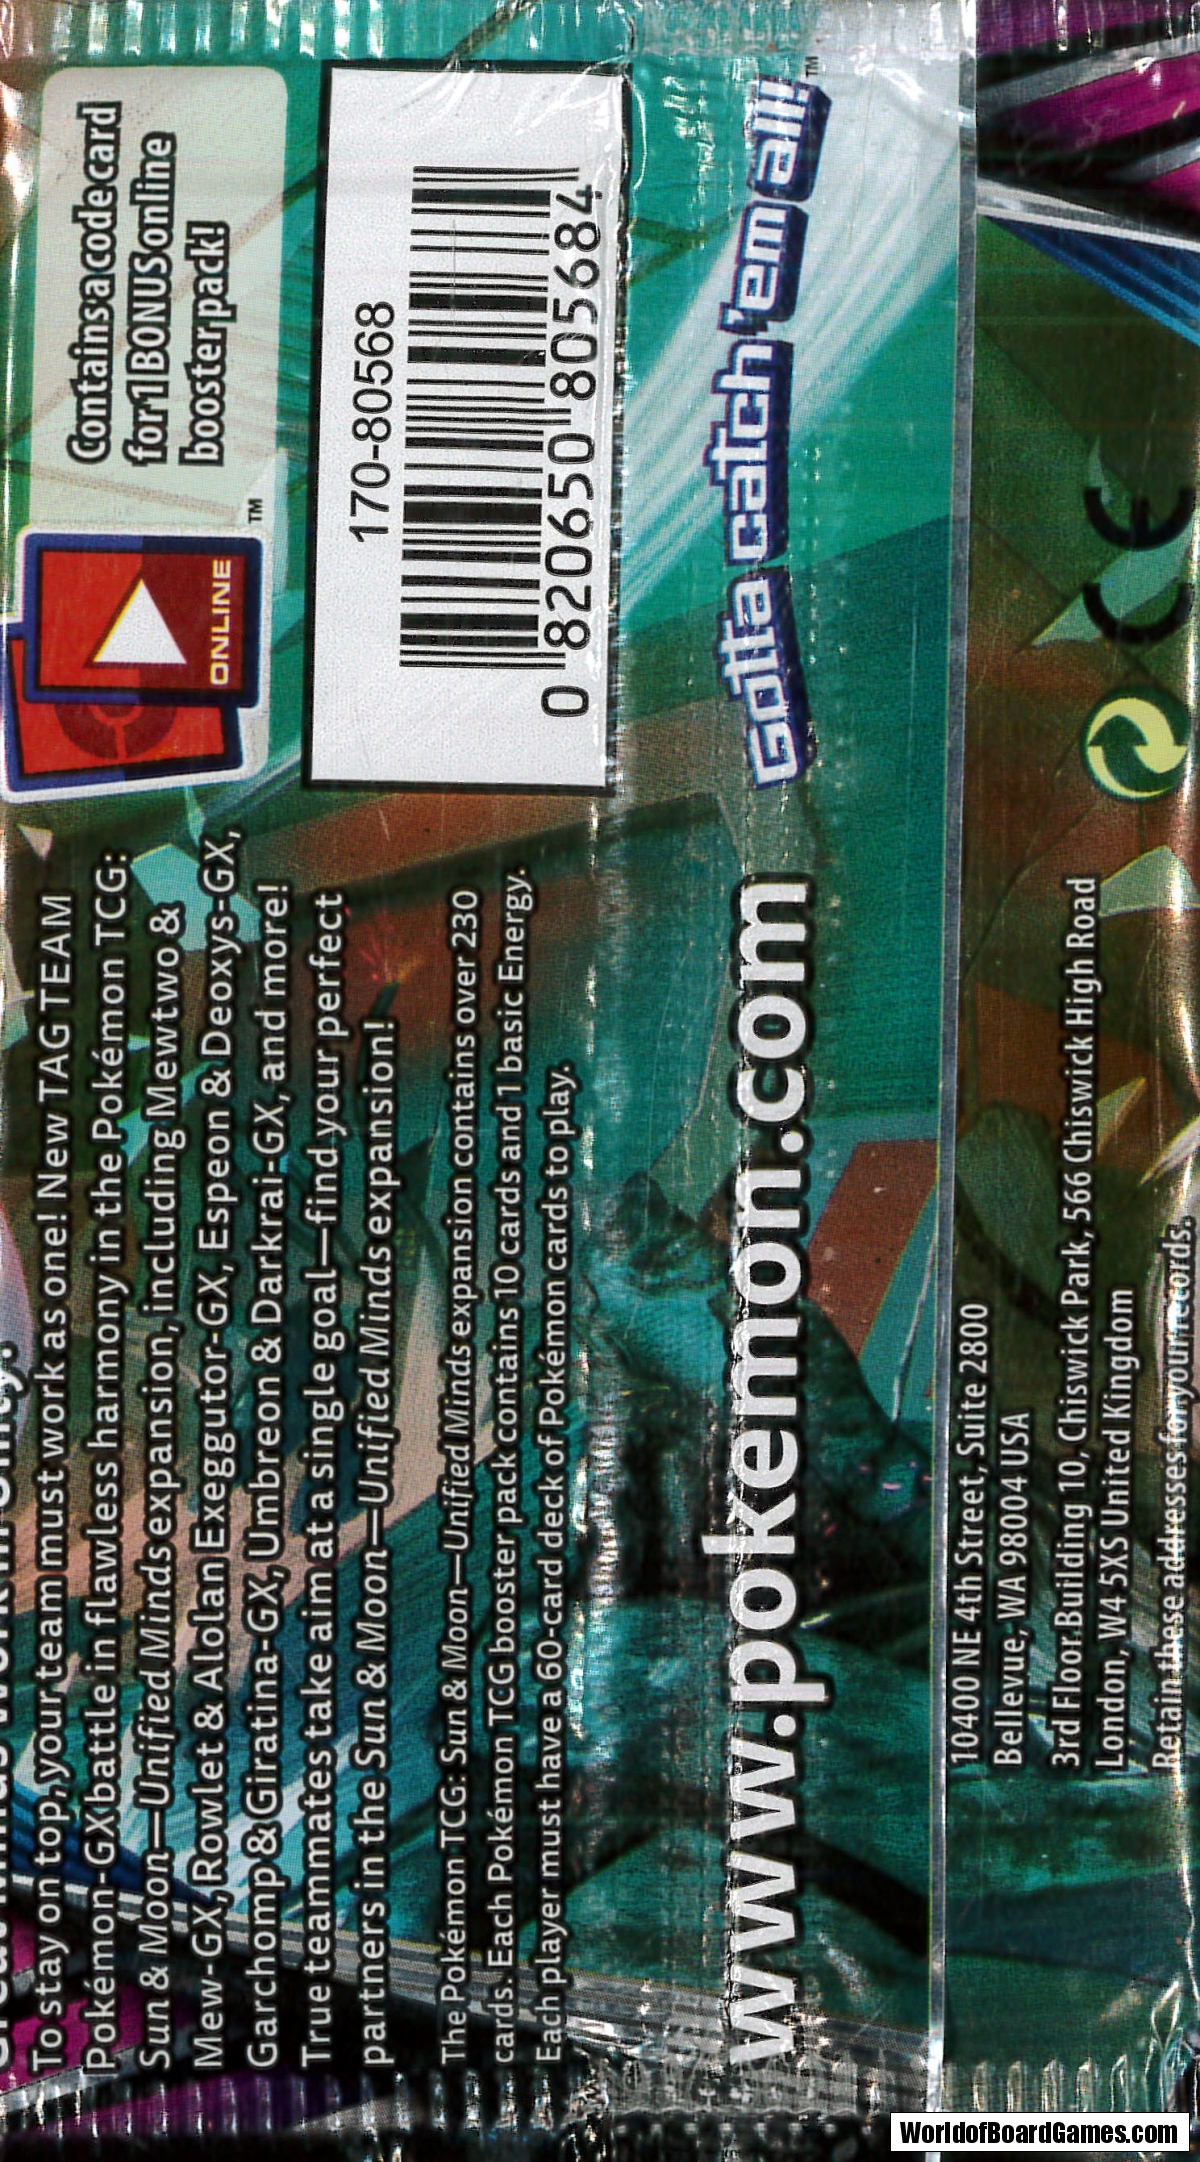 To stay on top, your team must work as one! New TAG TEAM
Pokémon-GX battle in flawless harmony in the Pokémon TCG:
Sun & Moon—Unified Minds expansion, including Mewtwo &
Mew-GX, Rowlet & Alolan Exeggutor-GX, Espeon & Deoxys-GX,
Garchomp & Giratina-GX, Umbreon & Darkrai-GX, and more!
True teammates take aim at a single goal—find your perfect
partners in the Sun & Moon—Unified Minds expansion!
The Pokémon TCG: Sun & Moon—Unified Minds expansion contains over 230
cards. Each Pokémon TCG booster pack contains 10 cards and 1 basic Energy.
Each player must have a 60-card deck of Pokémon cards to play.
ONLINE
TM
Contains a code card
for 1 BONUS online
booster pack!
170-80568
0 820650 80568 4
www.pokemon.com
Gotta catch 'em all!
TM
10400 NE 4th Street, Suite 2800
Bellevue, WA 98004 USA
3rd Floor Building 10, Chiswick Park, 566 Chiswick High Road
London, W4 5XS United Kingdom
Retain these addresses for your records.
CE
WorldofBoardGames.com